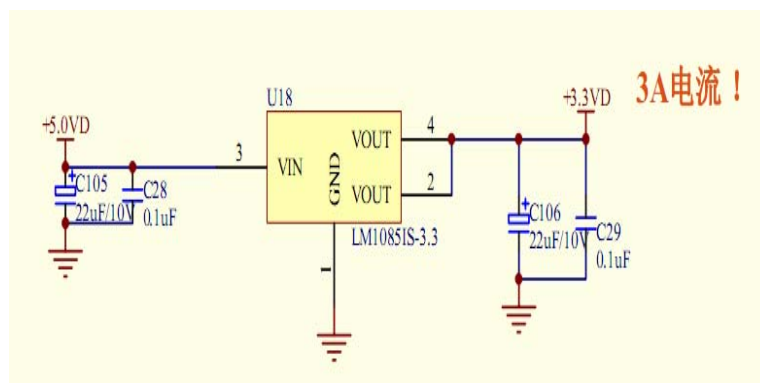 3A电流！
+3.3VD
U18
+5.0VD
VOUT
4
3
VIN
GND
VOUT
2
C105
22uF/10V
C28
0.1uF
LM1085IS-3.3
C106
22uF/10V
C29
0.1uF
1